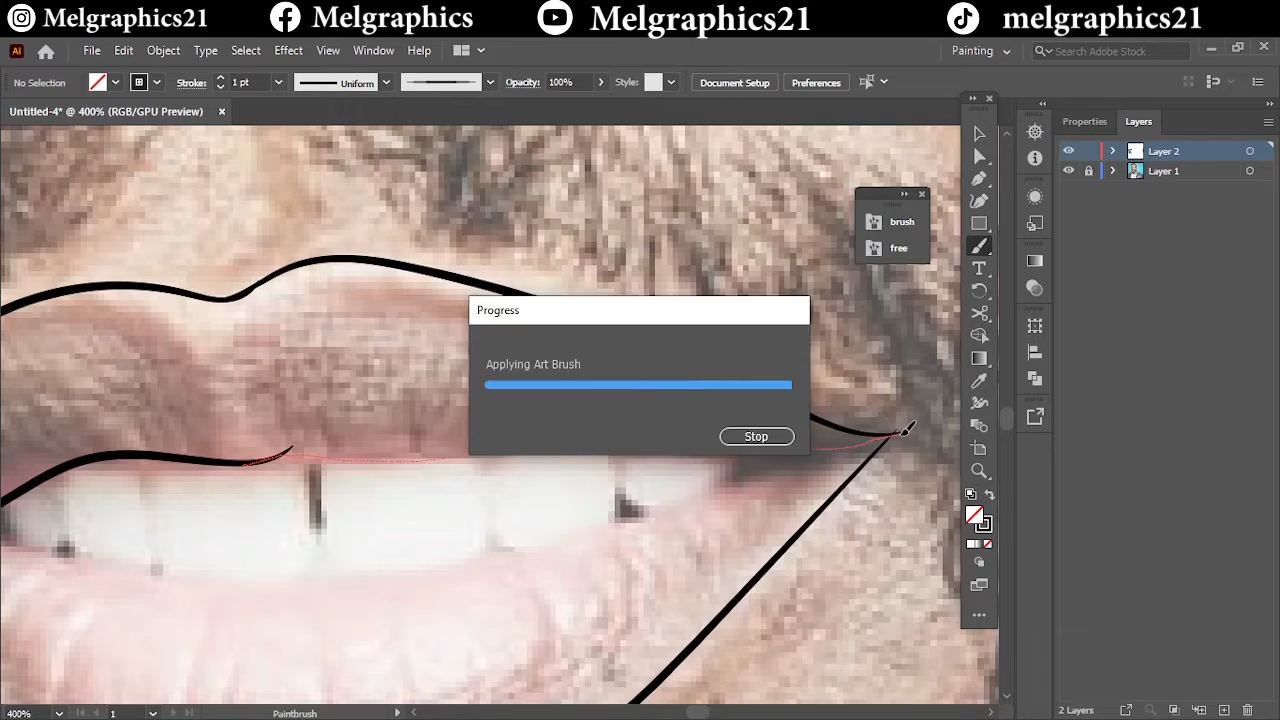 Melgraphics21 Melgraphics Melgraphics21 melgraphics21
Ai File Edit Object Type Select Effect View Window Help Painting Search Adobe Stock
No Selection Stroke: 1 pt Uniform Opacity: 100% Style: Document Setup Preferences
Untitled-4* @ 400% (RGB/GPU Preview)
Properties Layers
Layer 2
Layer 1
brush
free
Progress
Applying Art Brush
Stop
400% 1 Paintbrush 2 Layers